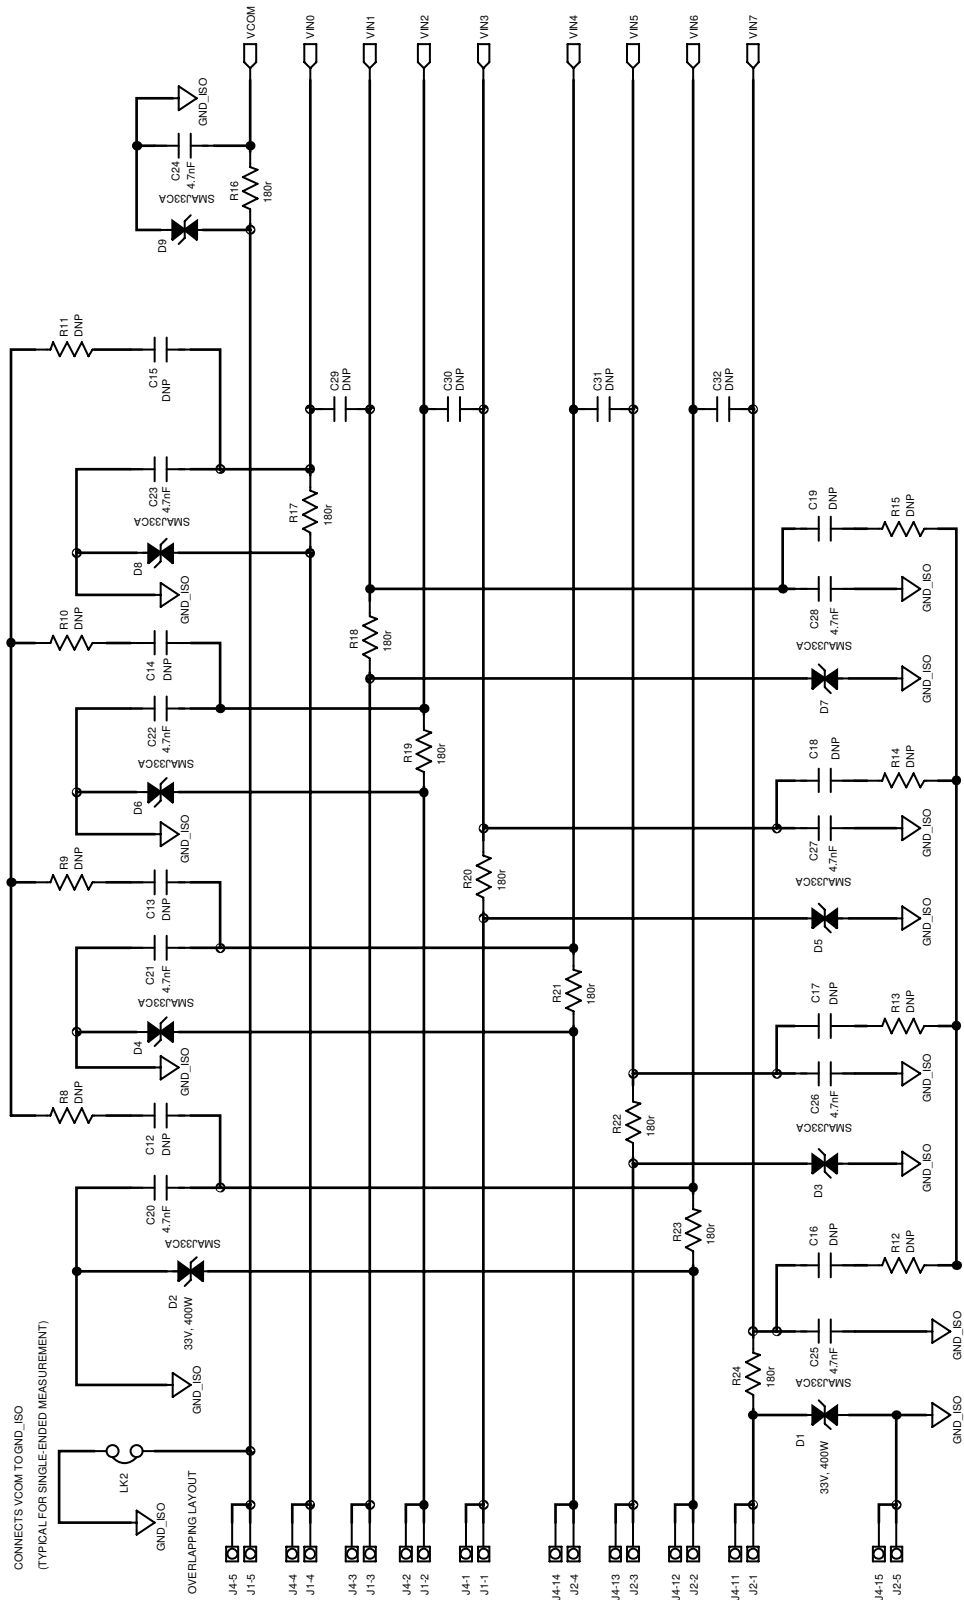 CONNECTS VCOM TO GND_ISO
(TYPICAL FOR SINGLE-ENDED MEASUREMENT)
LK2
GND_ISO
OVERLAPPING LAYOUT
J4-5
J1-5
J4-4
J1-4
J4-3
J1-3
J4-2
J1-2
J4-1
J1-1
J4-14
J2-4
J4-13
J2-3
J4-12
J2-2
J4-11
J2-1
J4-15
J2-5
GND_ISO
D2
33V, 400W
SMAJ33CA
C20
4.7nF
C12
DNP
R8
DNP
R23
180r
D1
33V, 400W
SMAJ33CA
GND_ISO
R24
180r
C25
4.7nF
GND_ISO
C16
DNP
R12
DNP
GND_ISO
D4
SMAJ33CA
C21
4.7nF
C13
DNP
R9
DNP
R21
180r
D3
SMAJ33CA
GND_ISO
R22
180r
C26
4.7nF
GND_ISO
C17
DNP
R13
DNP
GND_ISO
D6
SMAJ33CA
C22
4.7nF
C14
DNP
R10
DNP
R19
180r
D5
SMAJ33CA
GND_ISO
R20
180r
C27
4.7nF
GND_ISO
C18
DNP
R14
DNP
GND_ISO
D8
SMAJ33CA
C23
4.7nF
C15
DNP
R11
DNP
R17
180r
D7
SMAJ33CA
GND_ISO
R18
180r
C28
4.7nF
GND_ISO
C19
DNP
R15
DNP
C29
DNP
C30
DNP
C31
DNP
C32
DNP
D9
SMAJ33CA
C24
4.7nF
R16
180r
GND_ISO
VCOM
VIN0
VIN1
VIN2
VIN3
VIN4
VIN5
VIN6
VIN7